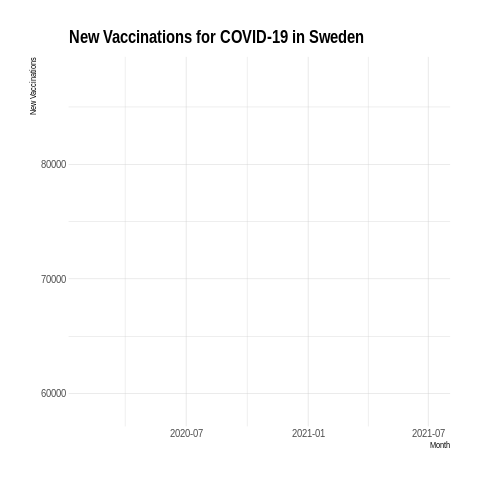 New Vaccinations for COVID-19 in Sweden
New Vaccinations
80000
70000
60000
2020-07 2021-01 2021-07
Month